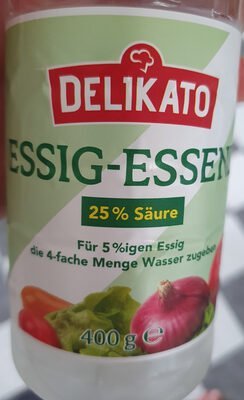 DELIKATO
ESSIG-ESSEN
25% Säure
Für 5%igen Essig
die 4-fache Menge Wasser zugeben
400 g e